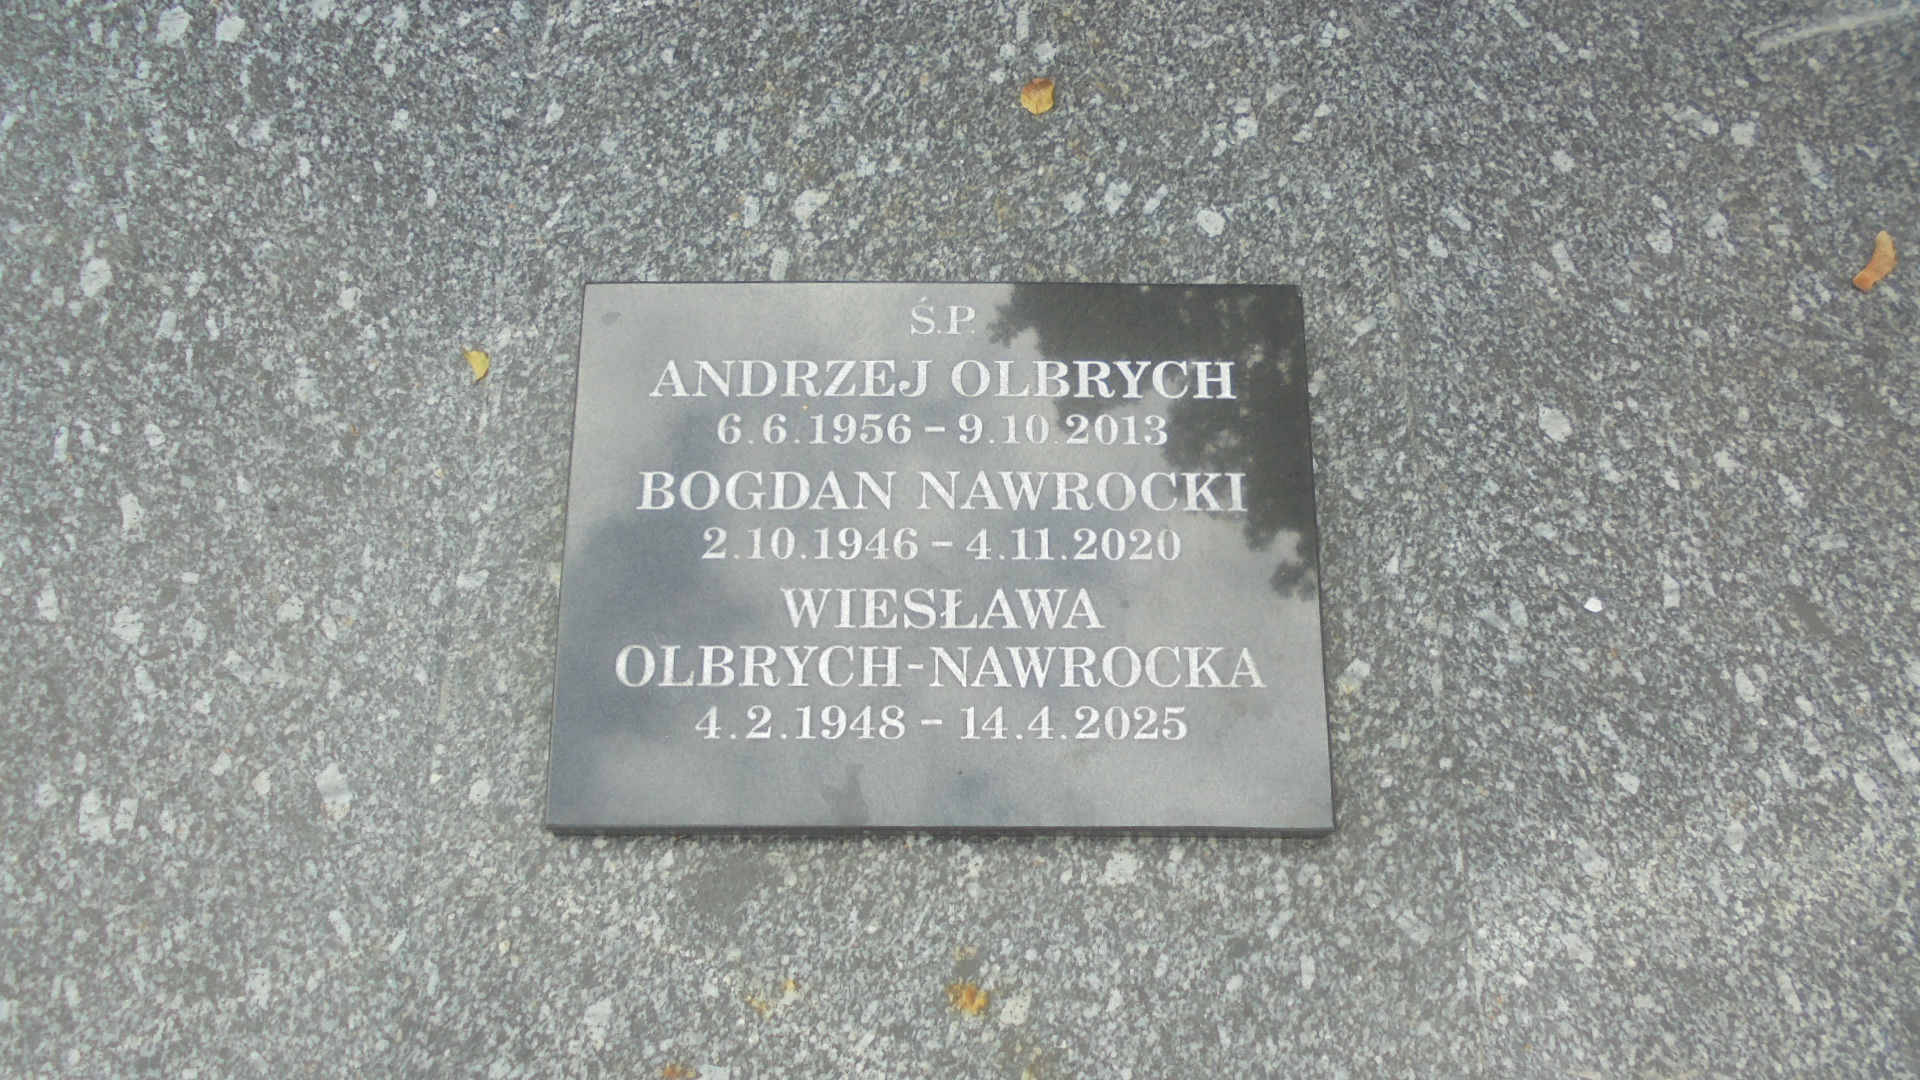 Ś.P.
ANDRZEJ OLBRYCH
6.6.1956 – 9.10.2013
BOGDAN NAWROCKI
2.10.1946 – 4.11.2020
WIESŁAWA
OLBRYCH-NAWROCKA
4.2.1948 – 14.4.2025